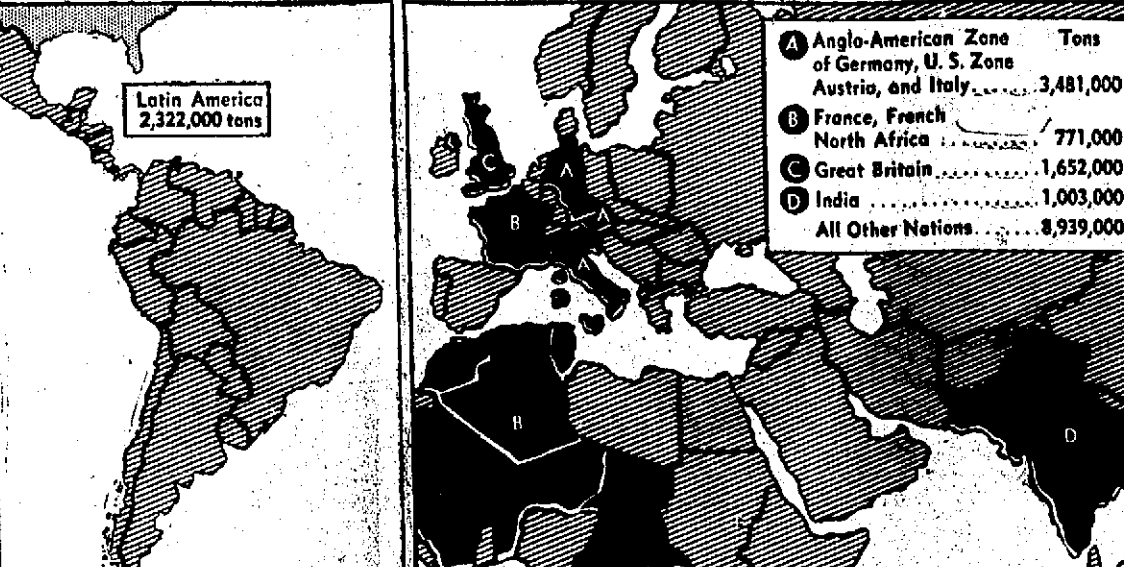 Latin America
2,322,000 tons
Tons
A Anglo-American Zone
of Germany, U. S. Zone
Austria, and Italy...... 3,481,000
B France, French
North Africa ........... 771,000
C Great Britain............1,652,000
D India ..................1,003,000
All Other Nations.......8,939,000
C
A
B
A
A
B
D